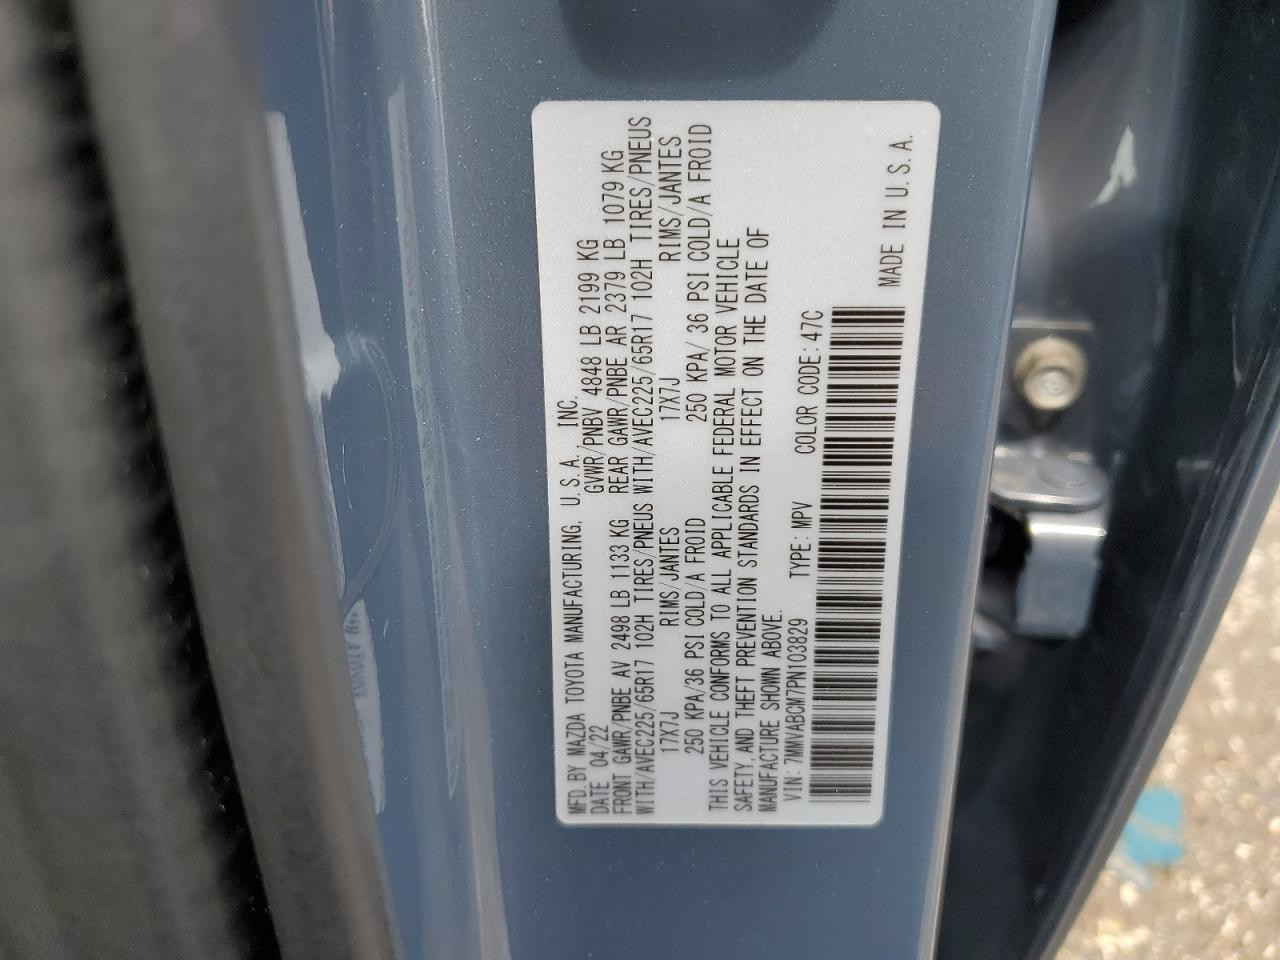 MFD. BY MAZDA TOYOTA MANUFACTURING, U.S.A. INC.
DATE 04/22 GVWR/PNBV 4848 LB 2199 KG
FRONT GAWR/PNBE AV 2498 LB 1133 KG REAR GAWR/PNBE AR 2379 LB 1079 KG
WITH/AVEC225/65R17 102H TIRES/PNEUS WITH/AVEC225/65R17 102H TIRES/PNEUS
17X7J RIMS/JANTES 17X7J RIMS/JANTES
250 KPA/36 PSI COLD/A FROID 250 KPA/ 36 PSI COLD/A FROID
THIS VEHICLE CONFORMS TO ALL APPLICABLE FEDERAL MOTOR VEHICLE
SAFETY, AND THEFT PREVENTION STANDARDS IN EFFECT ON THE DATE OF
MANUFACTURE SHOWN ABOVE.
VIN: 7MMVABCM7PN103829 TYPE: MPV COLOR CODE: 47C
MADE IN U.S.A.